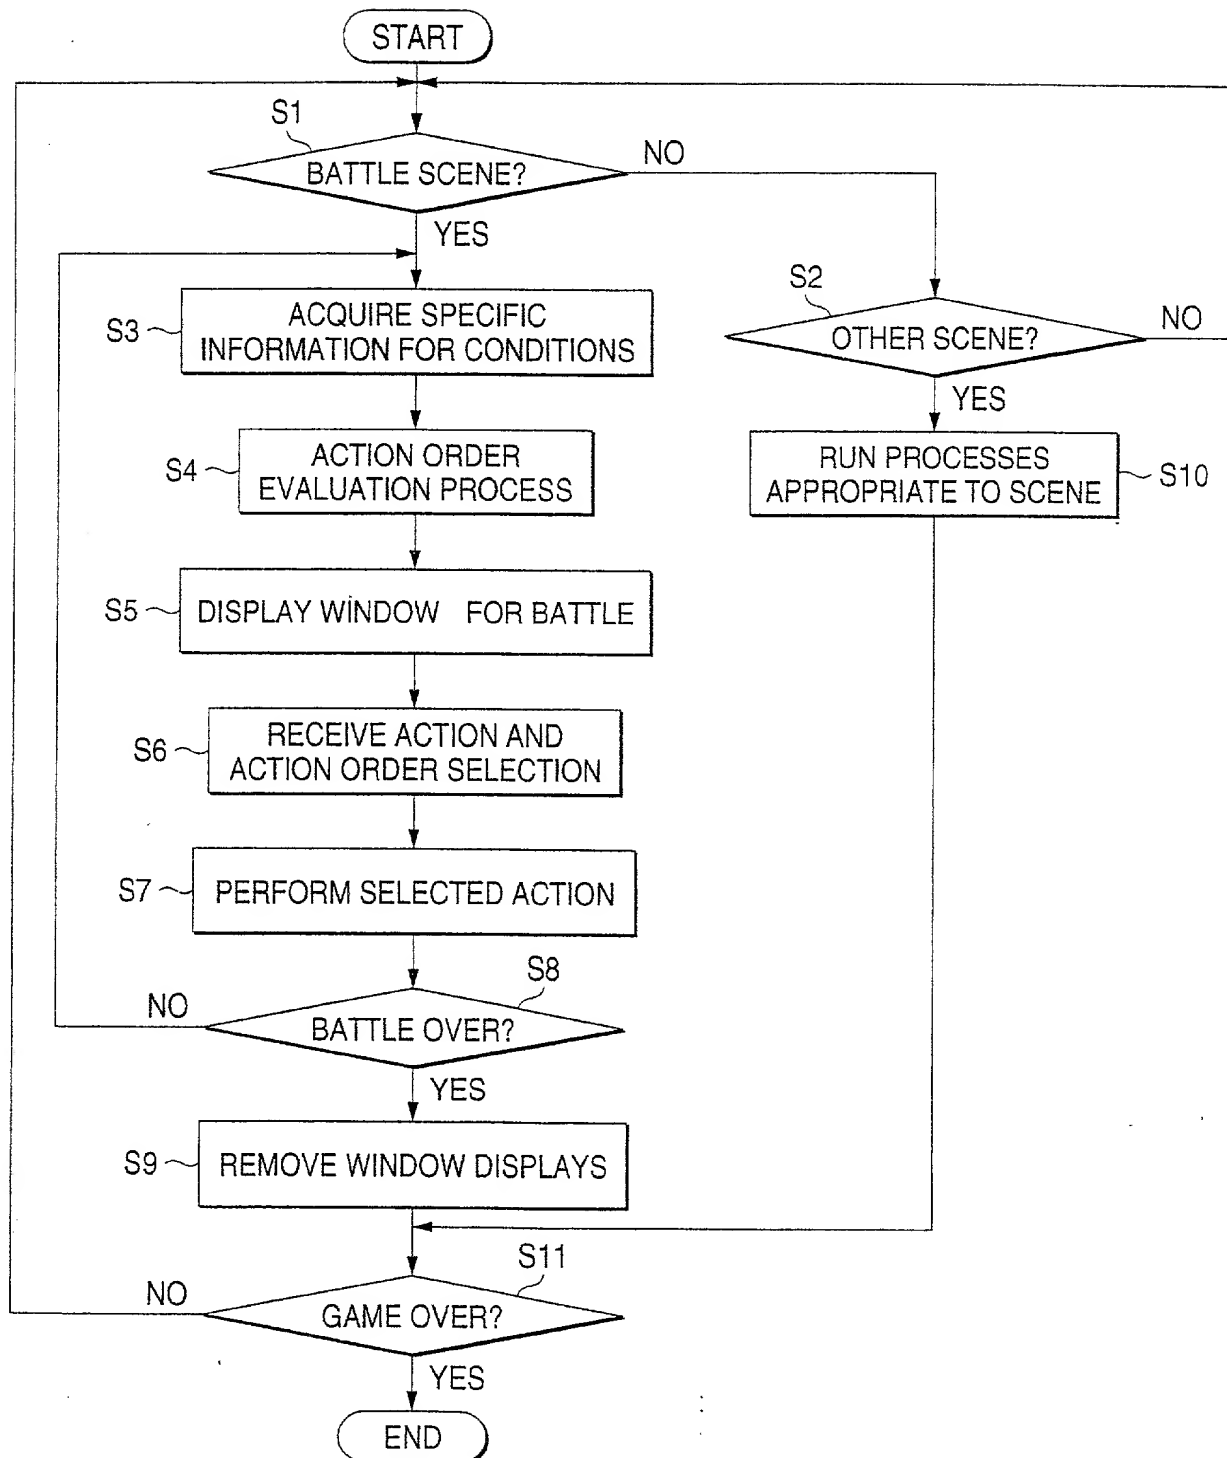 START
S1
BATTLE SCENE?
NO
YES
S2
OTHER SCENE?
NO
YES
S3
ACQUIRE SPECIFIC
INFORMATION FOR CONDITIONS
S4
ACTION ORDER
EVALUATION PROCESS
RUN PROCESSES
APPROPRIATE TO SCENE
S10
S5
DISPLAY WINDOW FOR BATTLE
S6
RECEIVE ACTION AND
ACTION ORDER SELECTION
S7
PERFORM SELECTED ACTION
S8
BATTLE OVER?
NO
YES
S9
REMOVE WINDOW DISPLAYS
S11
GAME OVER?
NO
YES
END